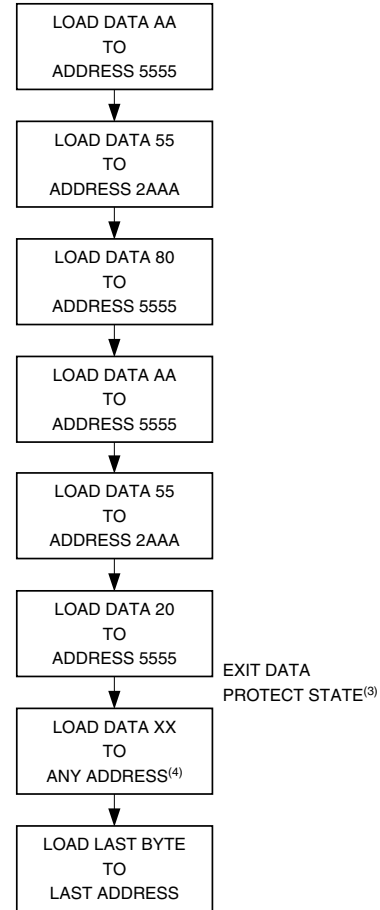 LOAD DATA AA
TO
ADDRESS 5555
LOAD DATA 55
TO
ADDRESS 2AAA
LOAD DATA 80
TO
ADDRESS 5555
LOAD DATA AA
TO
ADDRESS 5555
LOAD DATA 55
TO
ADDRESS 2AAA
LOAD DATA 20
TO
ADDRESS 5555
EXIT DATA
PROTECT STATE(3)
LOAD DATA XX
TO
ANY ADDRESS(4)
LOAD LAST BYTE
TO
LAST ADDRESS